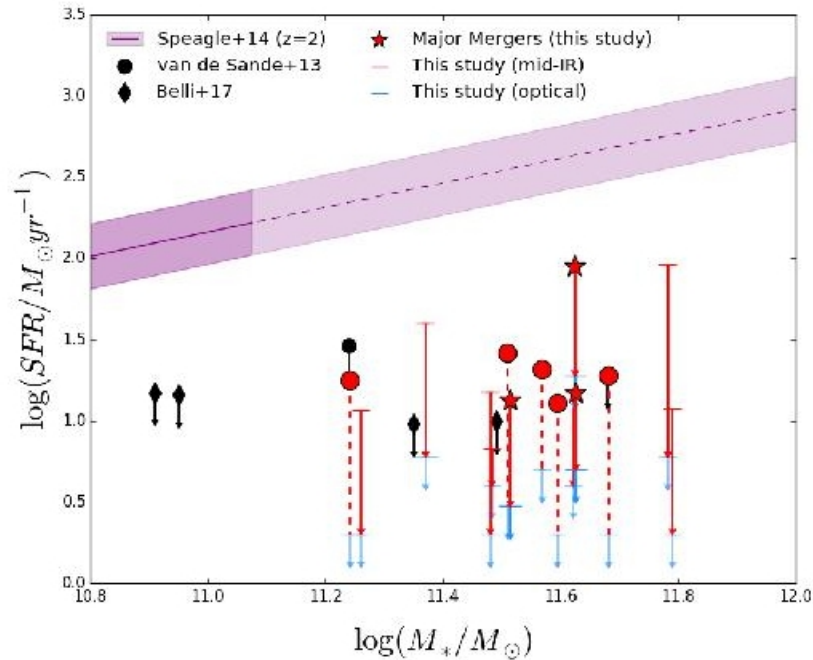 3.5
3.0
2.5
2.0
1.5
1.0
0.5
0.0
log(SFR/M⊙yr⁻¹)
Speagle+14 (z=2)
van de Sande+13
Belli+17
Major Mergers (this study)
This study (mid-IR)
This study (optical)
10.8 11.0 11.2 11.4 11.6 11.8 12.0
log(M*/M⊙)